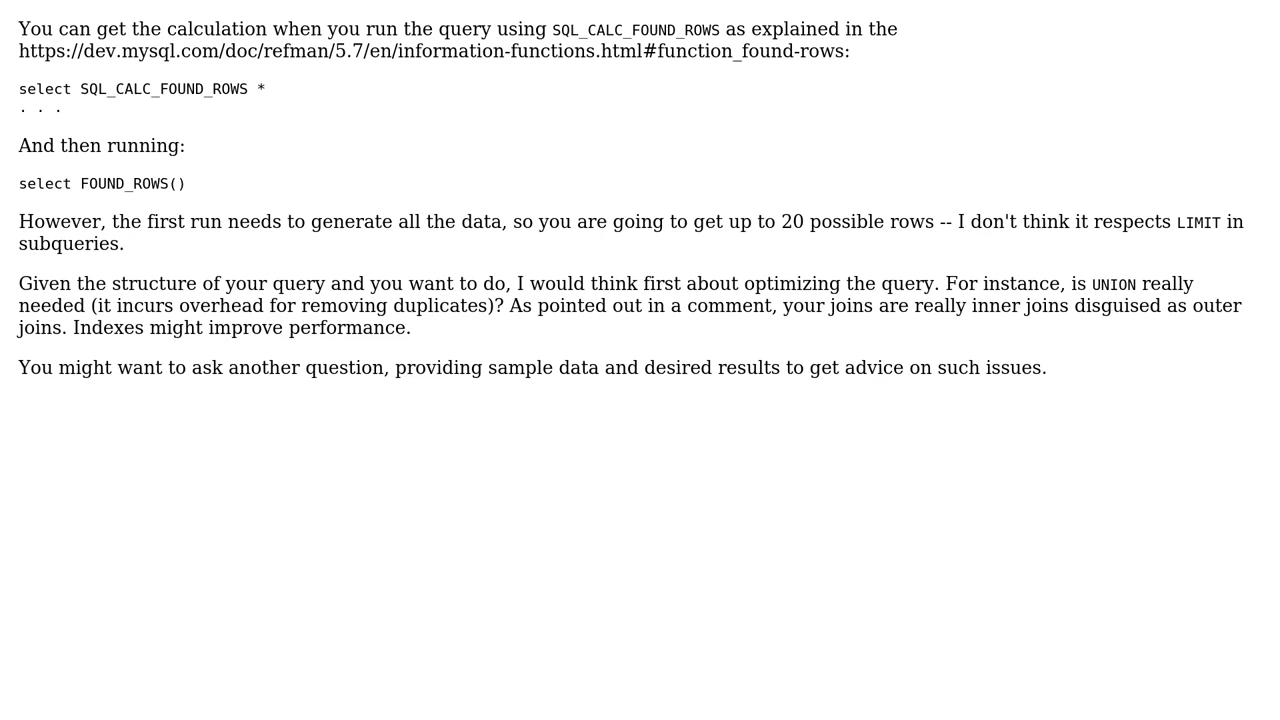 You can get the calculation when you run the query using SQL_CALC_FOUND_ROWS as explained in the
https://dev.mysql.com/doc/refman/5.7/en/information-functions.html#function_found-rows:
select SQL_CALC_FOUND_ROWS *
. . .
And then running:
select FOUND_ROWS()
However, the first run needs to generate all the data, so you are going to get up to 20 possible rows -- I don't think it respects LIMIT in
subqueries.
Given the structure of your query and you want to do, I would think first about optimizing the query. For instance, is UNION really
needed (it incurs overhead for removing duplicates)? As pointed out in a comment, your joins are really inner joins disguised as outer
joins. Indexes might improve performance.
You might want to ask another question, providing sample data and desired results to get advice on such issues.